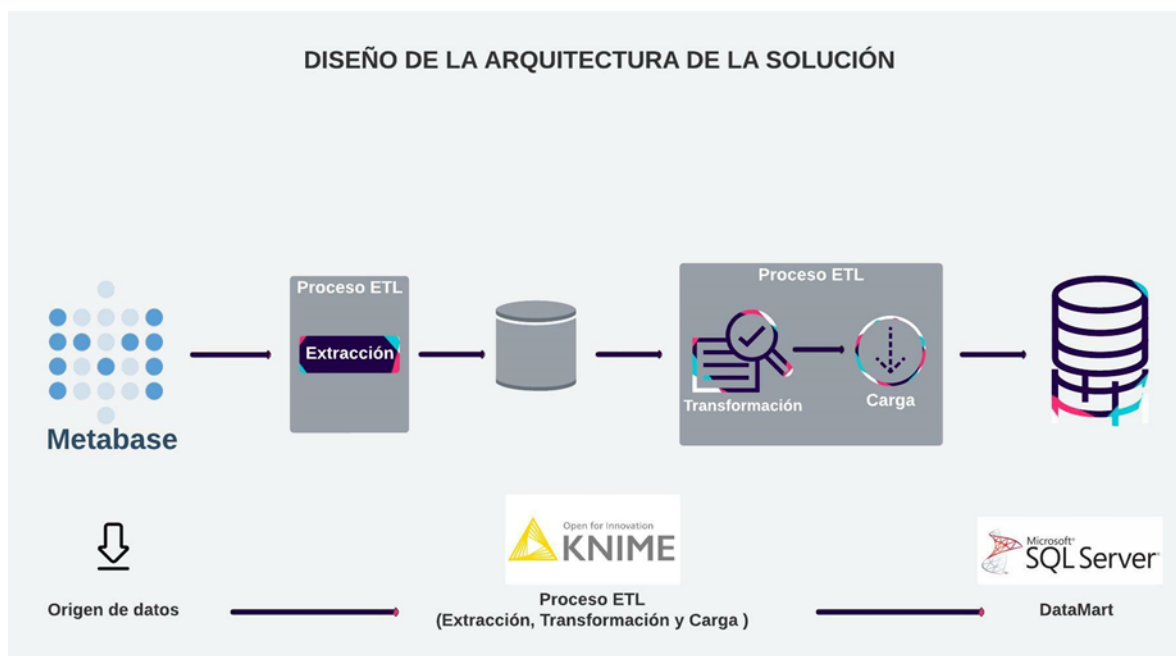 DISEÑO DE LA ARQUITECTURA DE LA SOLUCIÓN
Proceso ETL
Extracción
Proceso ETL
Transformación
Carga
Metabase
Open for Innovation
KNIME
Microsoft®
SQL Server
Origen de datos
Proceso ETL
(Extracción, Transformación y Carga )
DataMart